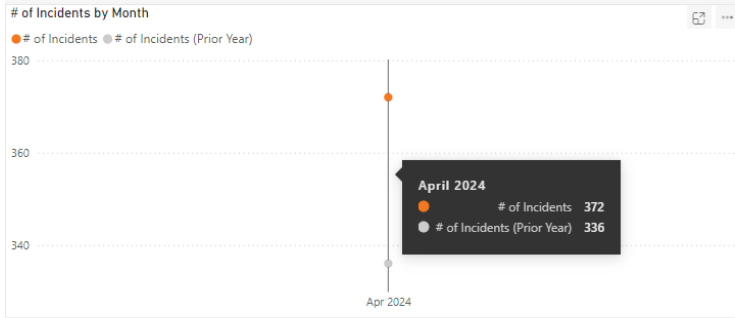 # of Incidents by Month
# of Incidents # of Incidents (Prior Year)
380
360
340
April 2024
# of Incidents 372
# of Incidents (Prior Year) 336
Apr 2024